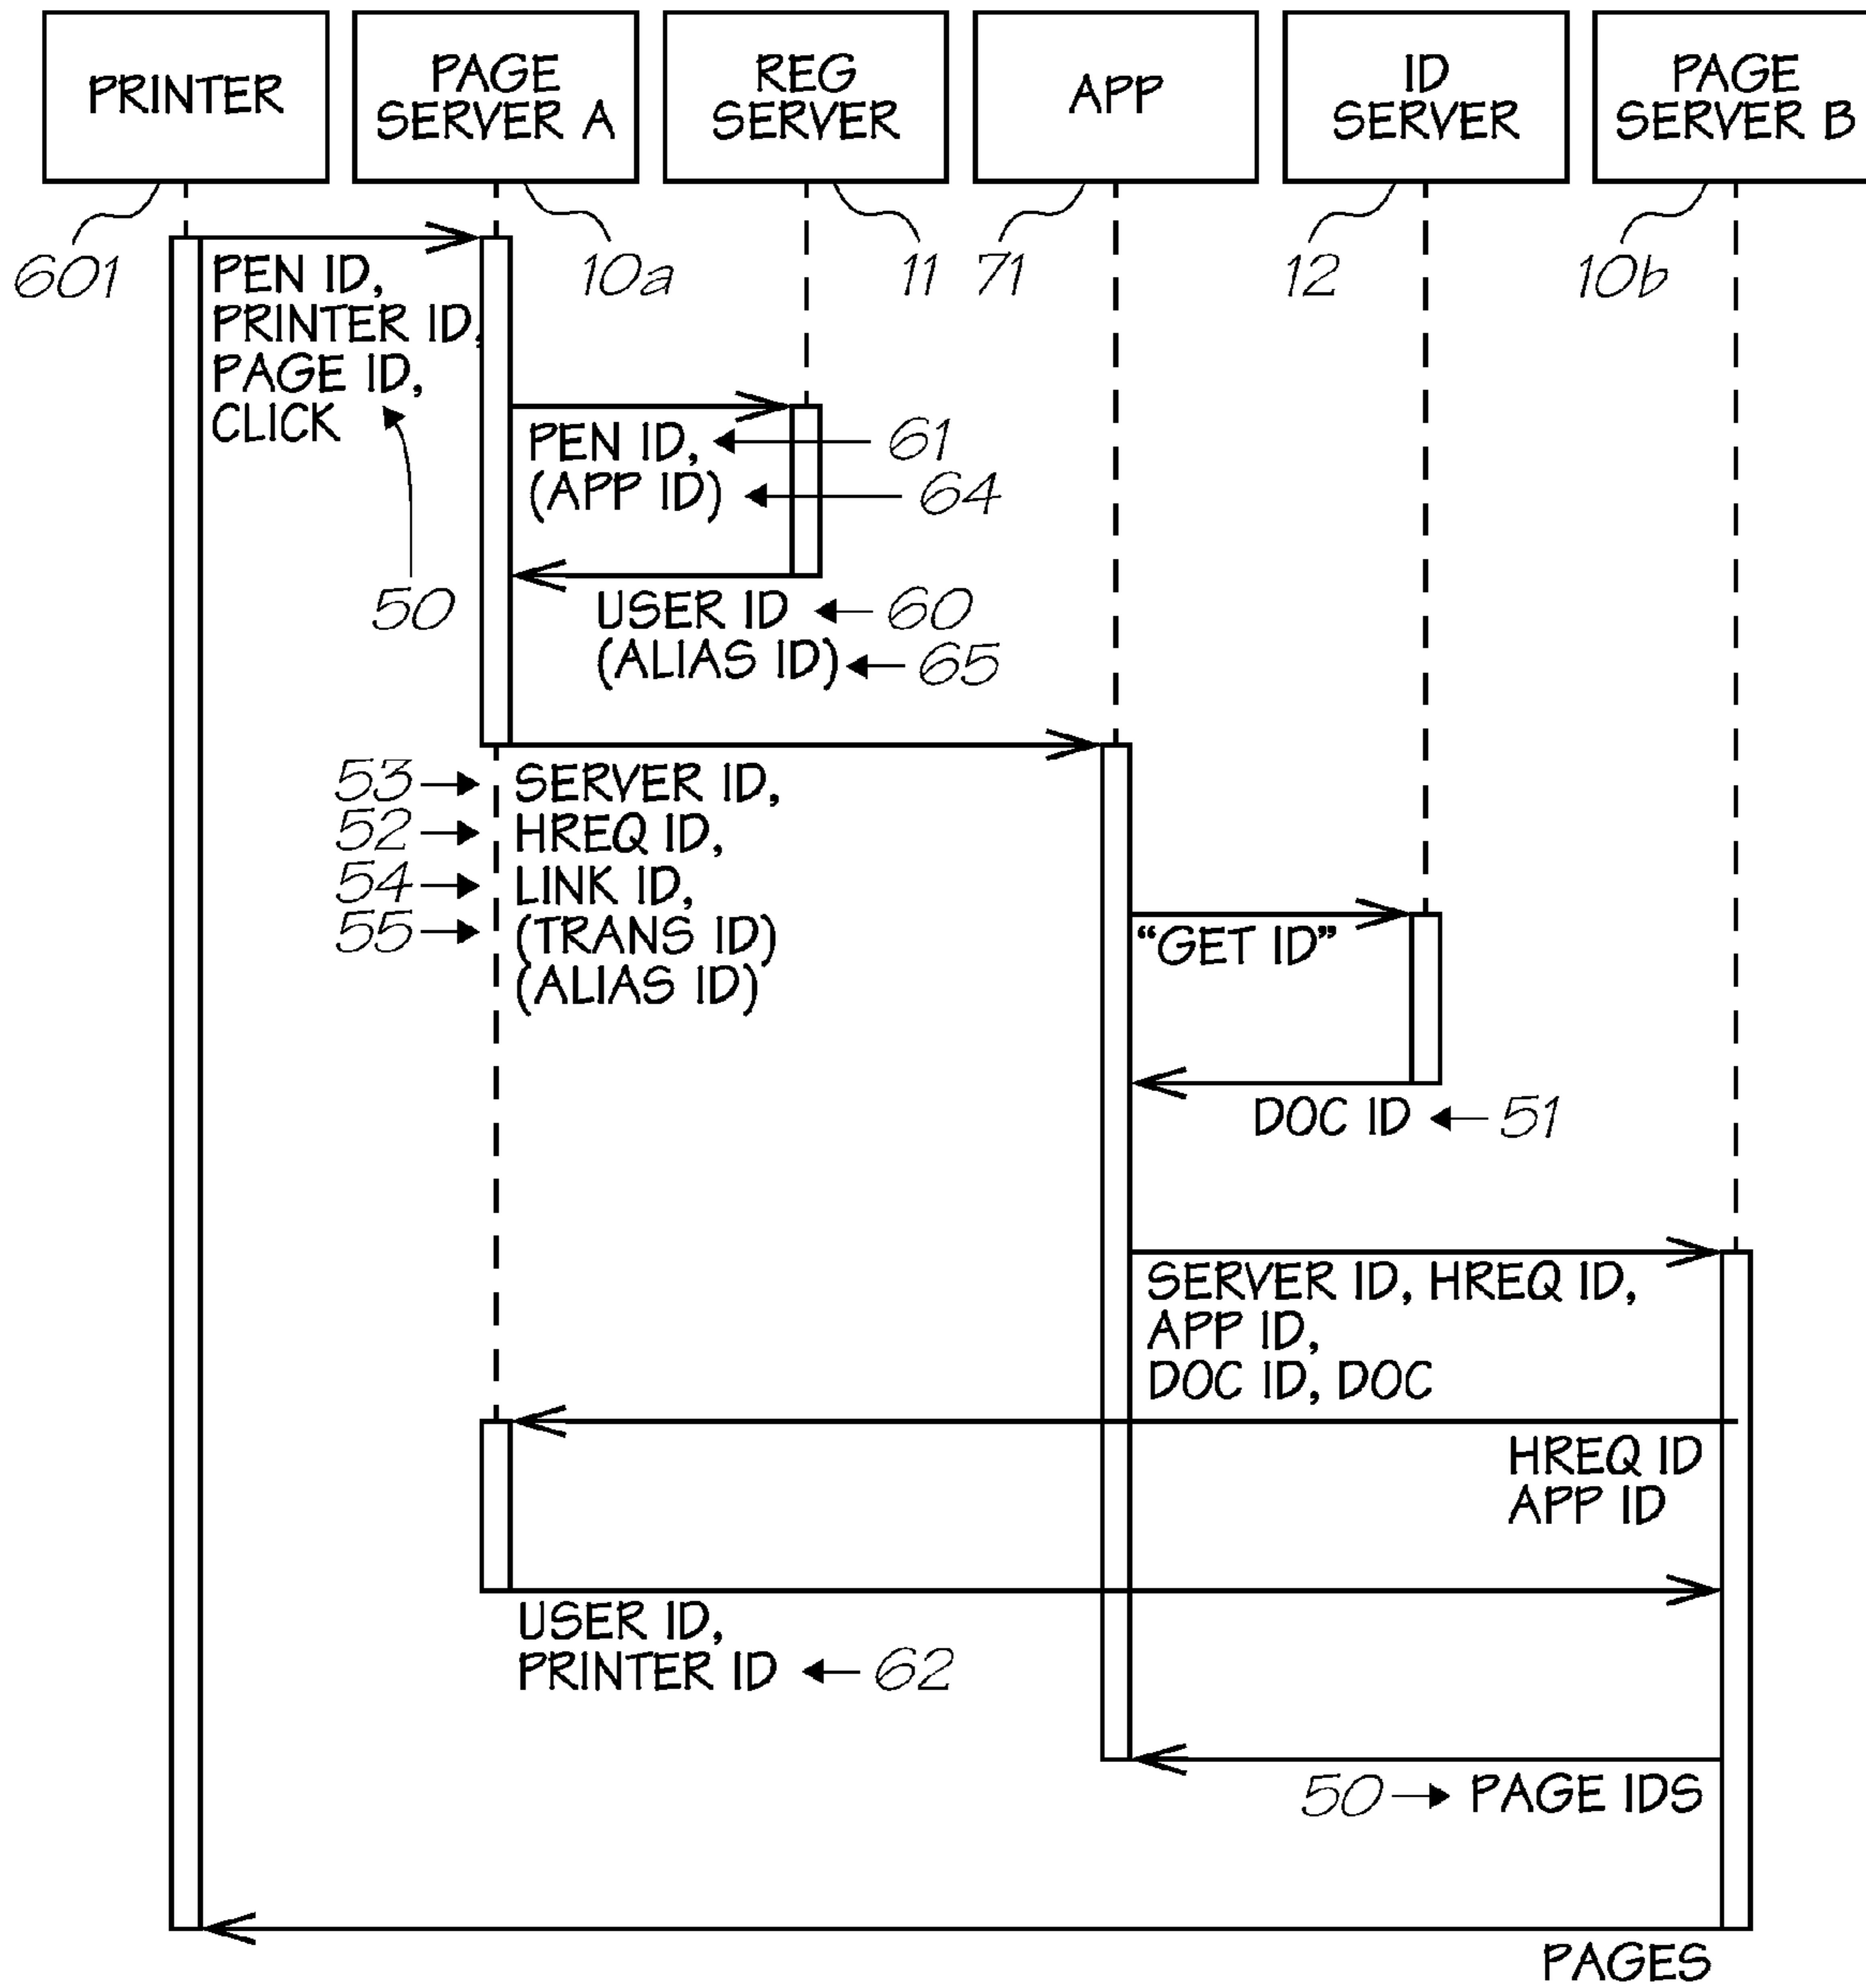 PRINTER
PAGE
SERVER A
REG
SERVER
APP
ID
SERVER
PAGE
SERVER B
601
10a
11
71
12
10b
PEN ID,
PRINTER ID,
PAGE ID,
CLICK
50
PEN ID,
61
(APP ID)
64
USER ID
60
(ALIAS ID)
65
53
SERVER ID,
52
HREQ ID,
54
LINK ID,
55
(TRANS ID)
(ALIAS ID)
“GET ID”
DOC ID
51
SERVER ID, HREQ ID,
APP ID,
DOC ID, DOC
HREQ ID
APP ID
USER ID,
PRINTER ID
62
50
PAGE IDS
PAGES